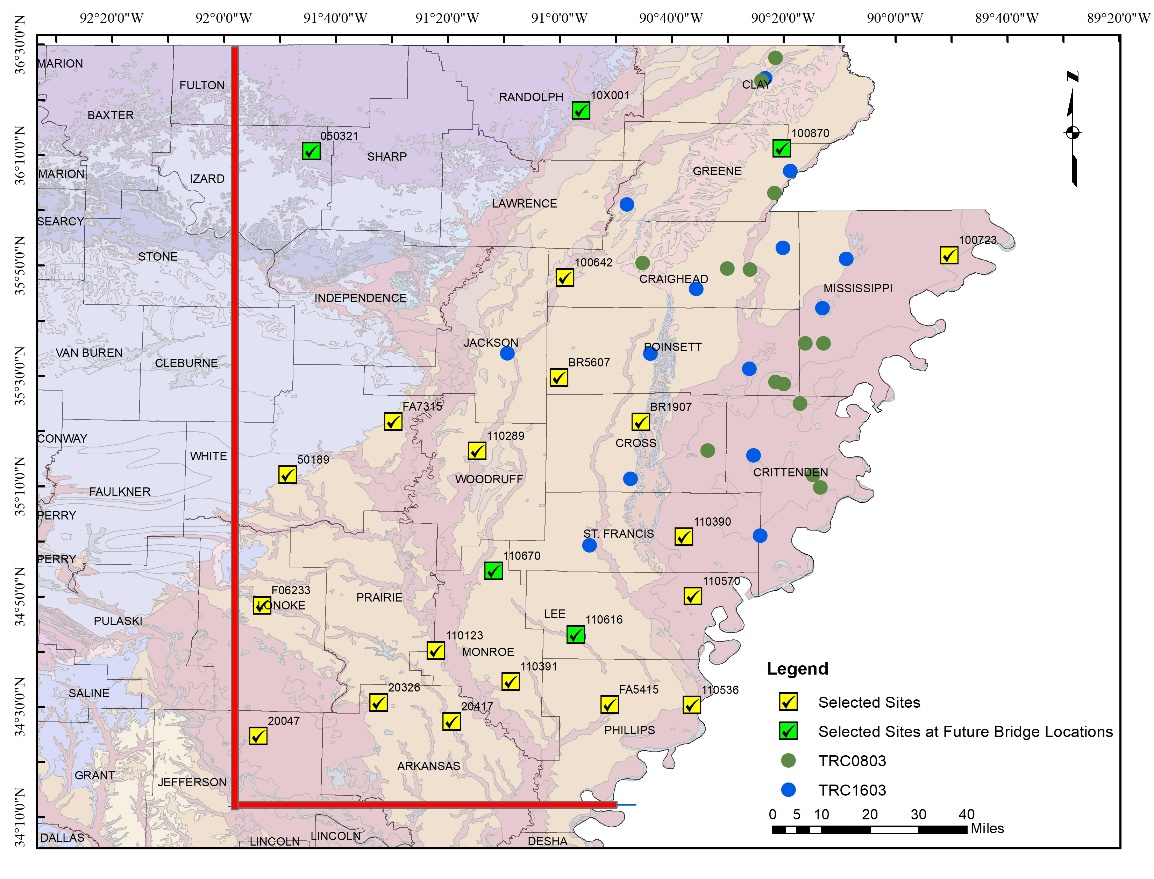 92°20'0"W 92°0'0"W 91°40'0"W 91°20'0"W 91°0'0"W 90°40'0"W 90°20'0"W 90°0'0"W 89°40'0"W 89°20'0"W
36°30'0"N
MARION
FULTON
CLAY
N
RANDOLPH
10X001
BAXTER
050321
100870
36°10'0"N
SHARP
MARION
IZARD
GREENE
LAWRENCE
SEARCY
STONE
100723
35°50'0"N
100642
CRAIGHEAD
MISSISSIPPI
INDEPENDENCE
JACKSON
POINSETT
VAN BUREN
CLEBURNE
BR5607
35°30'0"N
FA7315
BR1907
CONWAY
110289
CROSS
WHITE
50189
WOODRUFF
CRITTENDEN
35°10'0"N
FAULKNER
PERRY
110390
ST. FRANCIS
PERRY
110670
110570
34°50'0"N
F06233
LONOKE
PRAIRIE
LEE
110616
PULASKI
110123
MONROE
110391
SALINE
20326
FA5415
110536
34°30'0"N
20047
20417
PHILLIPS
ARKANSAS
GRANT
JEFFERSON
34°10'0"N
DALLAS
LINCOLN
LINCOLN
DESHA
Legend
Selected Sites
Selected Sites at Future Bridge Locations
TRC0803
TRC1603
0 5 10 20 30 40
Miles